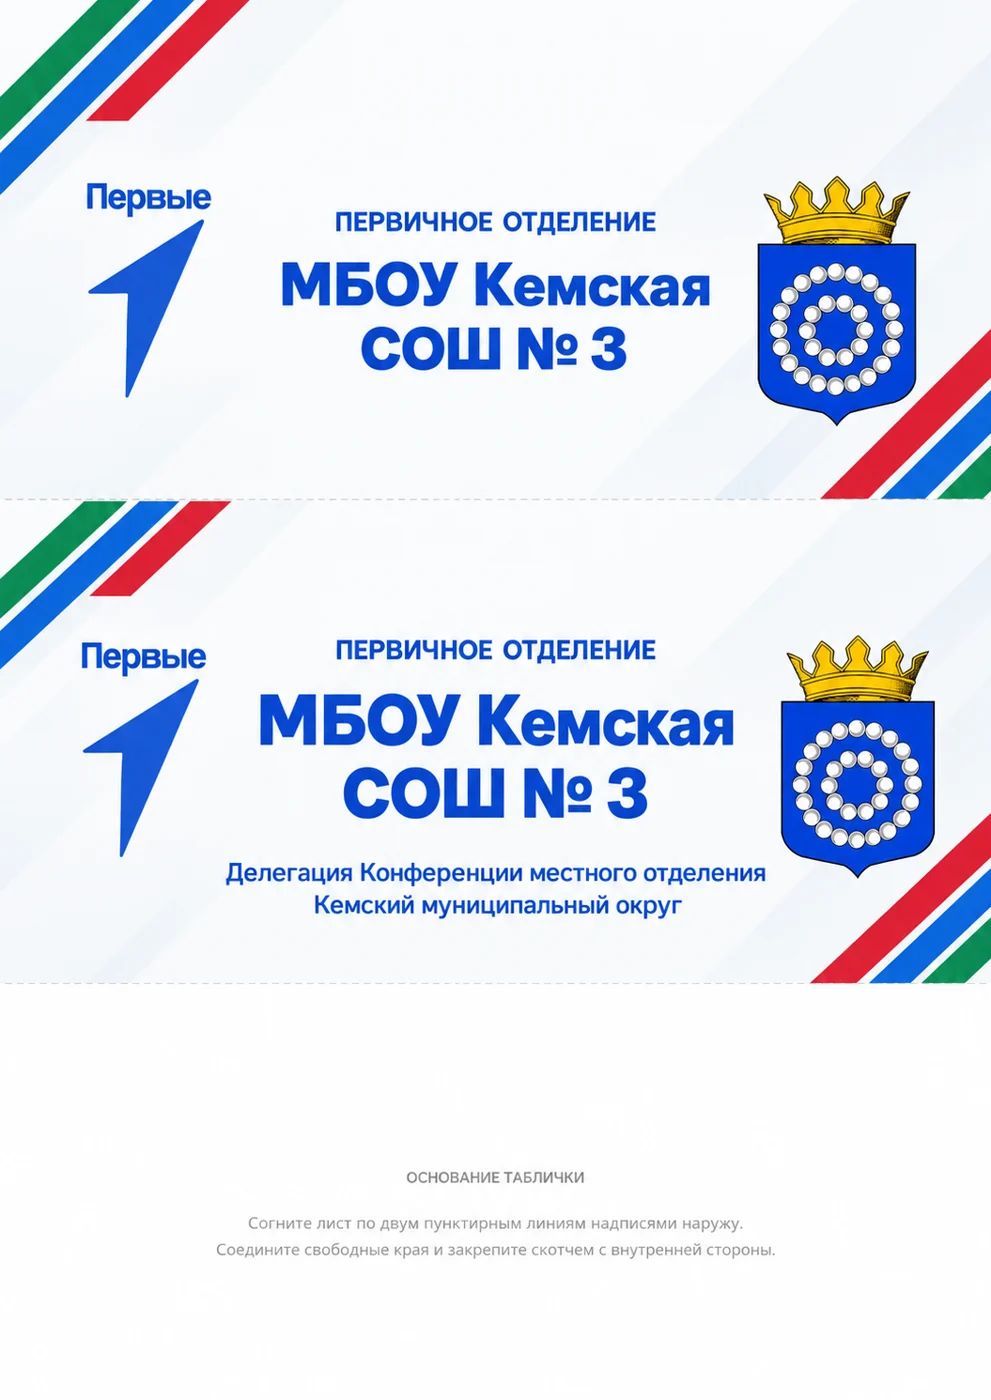 Первые
ПЕРВИЧНОЕ ОТДЕЛЕНИЕ
МБОУ Кемская
СОШ № 3
Первые
ПЕРВИЧНОЕ ОТДЕЛЕНИЕ
МБОУ Кемская
СОШ № 3
Делегация Конференции местного отделения
Кемский муниципальный округ
ОСНОВАНИЕ ТАБЛИЧКИ
Согните лист по двум пунктирным линиям надписями наружу.
Соедините свободные края и закрепите скотчем с внутренней стороны.